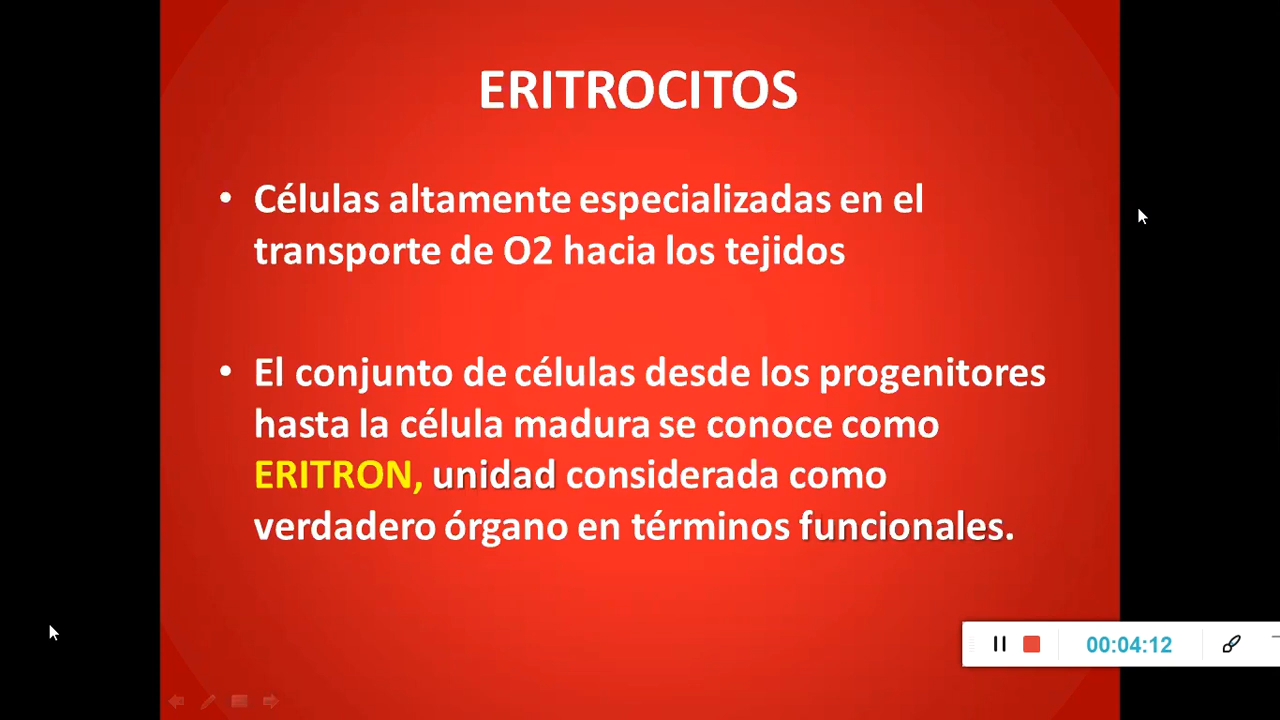 ERITROCITOS
• Células altamente especializadas en el
transporte de O2 hacia los tejidos
• El conjunto de células desde los progenitores
hasta la célula madura se conoce como
ERITRON, unidad considerada como
verdadero órgano en términos funcionales.
00:04:12